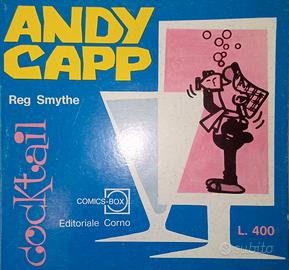 ANDY
CAPP
Reg Smythe
cocktail
COMICS-BOX
Editoriale Corno
L. 400
subito